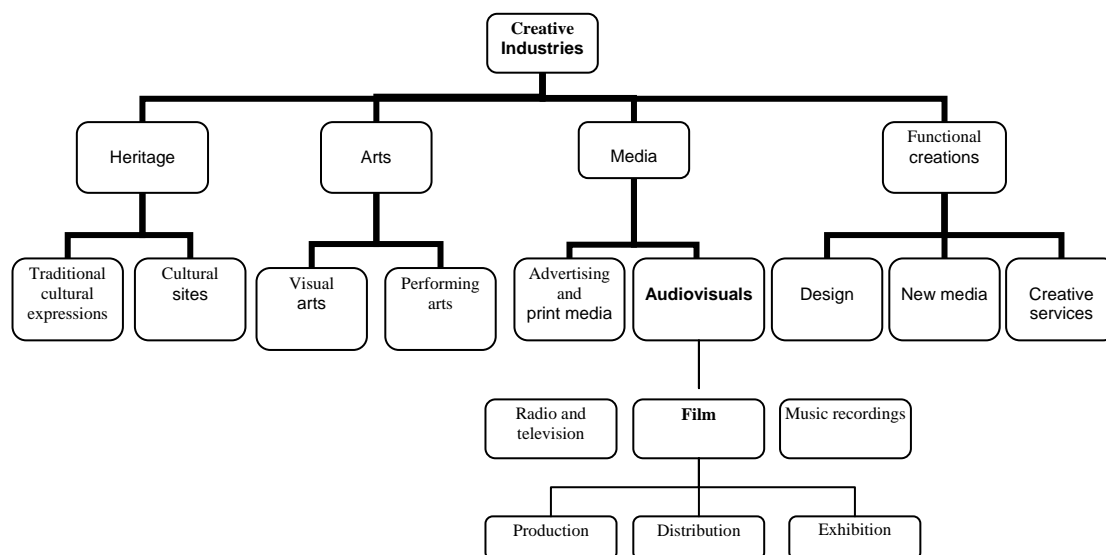 Creative
Industries
Heritage
Arts
Media
Functional
creations
Traditional
cultural
expressions
Cultural
sites
Visual
arts
Performing
arts
Advertising
and
print media
Audiovisuals
Design
New media
Creative
services
Radio and
television
Film
Music recordings
Production
Distribution
Exhibition